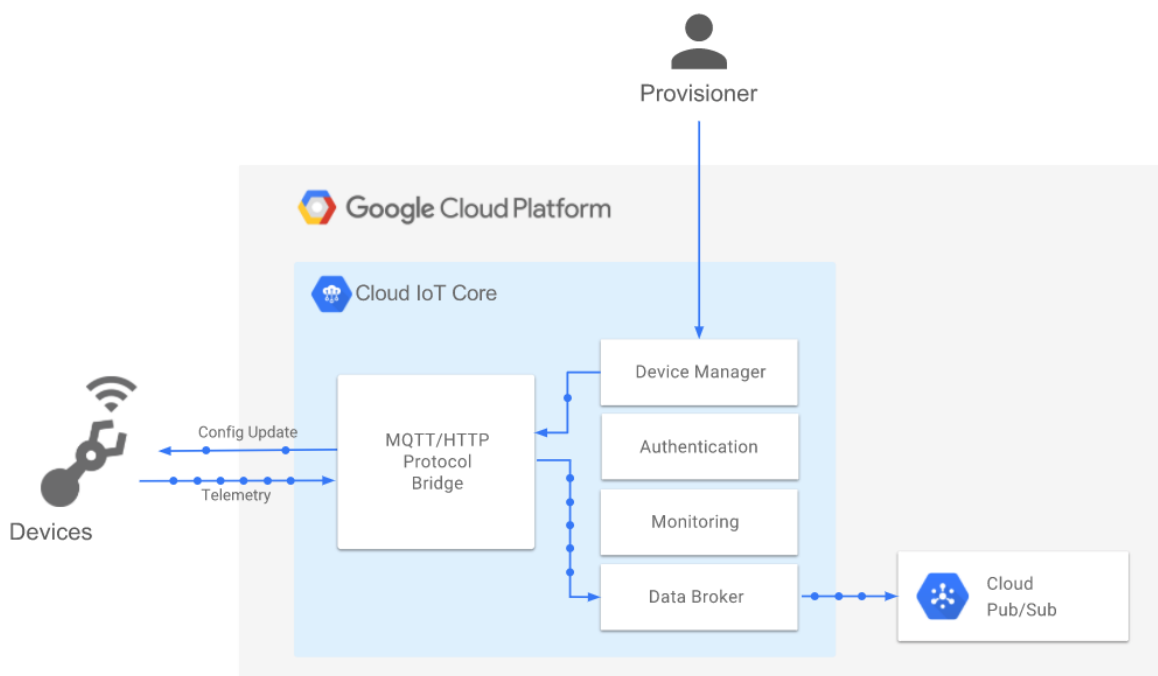 Provisioner
Google Cloud Platform
Cloud IoT Core
Device Manager
Config Update
MQTT/HTTP
Protocol
Bridge
Authentication
Telemetry
Devices
Monitoring
Data Broker
Cloud
Pub/Sub